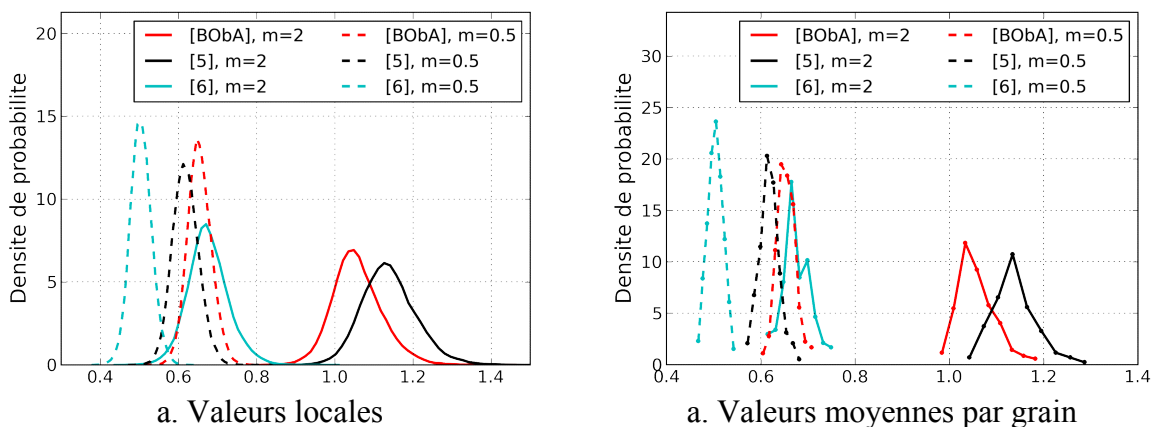 20
15
10
5
0
Densite de probabilite
[BObA], m=2
[5], m=2
[6], m=2
[BObA], m=0.5
[5], m=0.5
[6], m=0.5
0.4 0.6 0.8 1.0 1.2 1.4
a. Valeurs locales
30
25
20
15
10
5
0
Densite de probabilite
[BObA], m=2
[5], m=2
[6], m=2
[BObA], m=0.5
[5], m=0.5
[6], m=0.5
0.4 0.6 0.8 1.0 1.2 1.4
a. Valeurs moyennes par grain